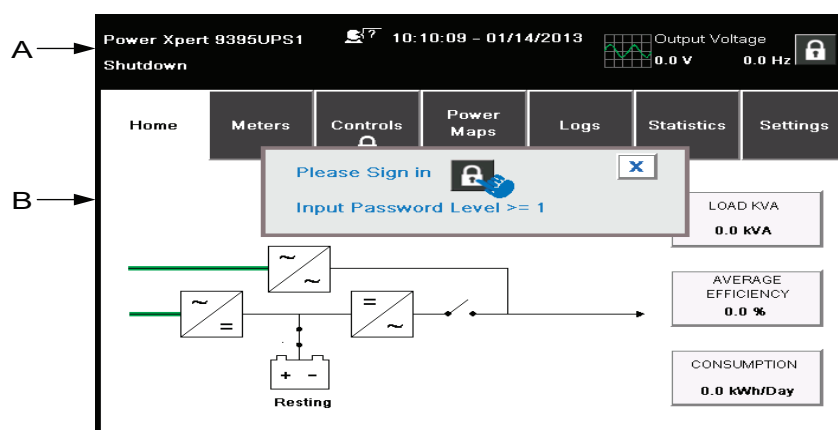 A
Power Xpert 9395UPS1
10:10:09 - 01/14/2013
Output Voltage
Shutdown
0.0 V
0.0 Hz
Home
Meters
Controls
Power
Maps
Logs
Statistics
Settings
Please Sign in
X
Input Password Level >= 1
B
LOAD KVA
0.0 kVA
AVERAGE
EFFICIENCY
0.0 %
CONSUMPTION
0.0 kWh/Day
~
~
~
=
=
~
+ -
Resting